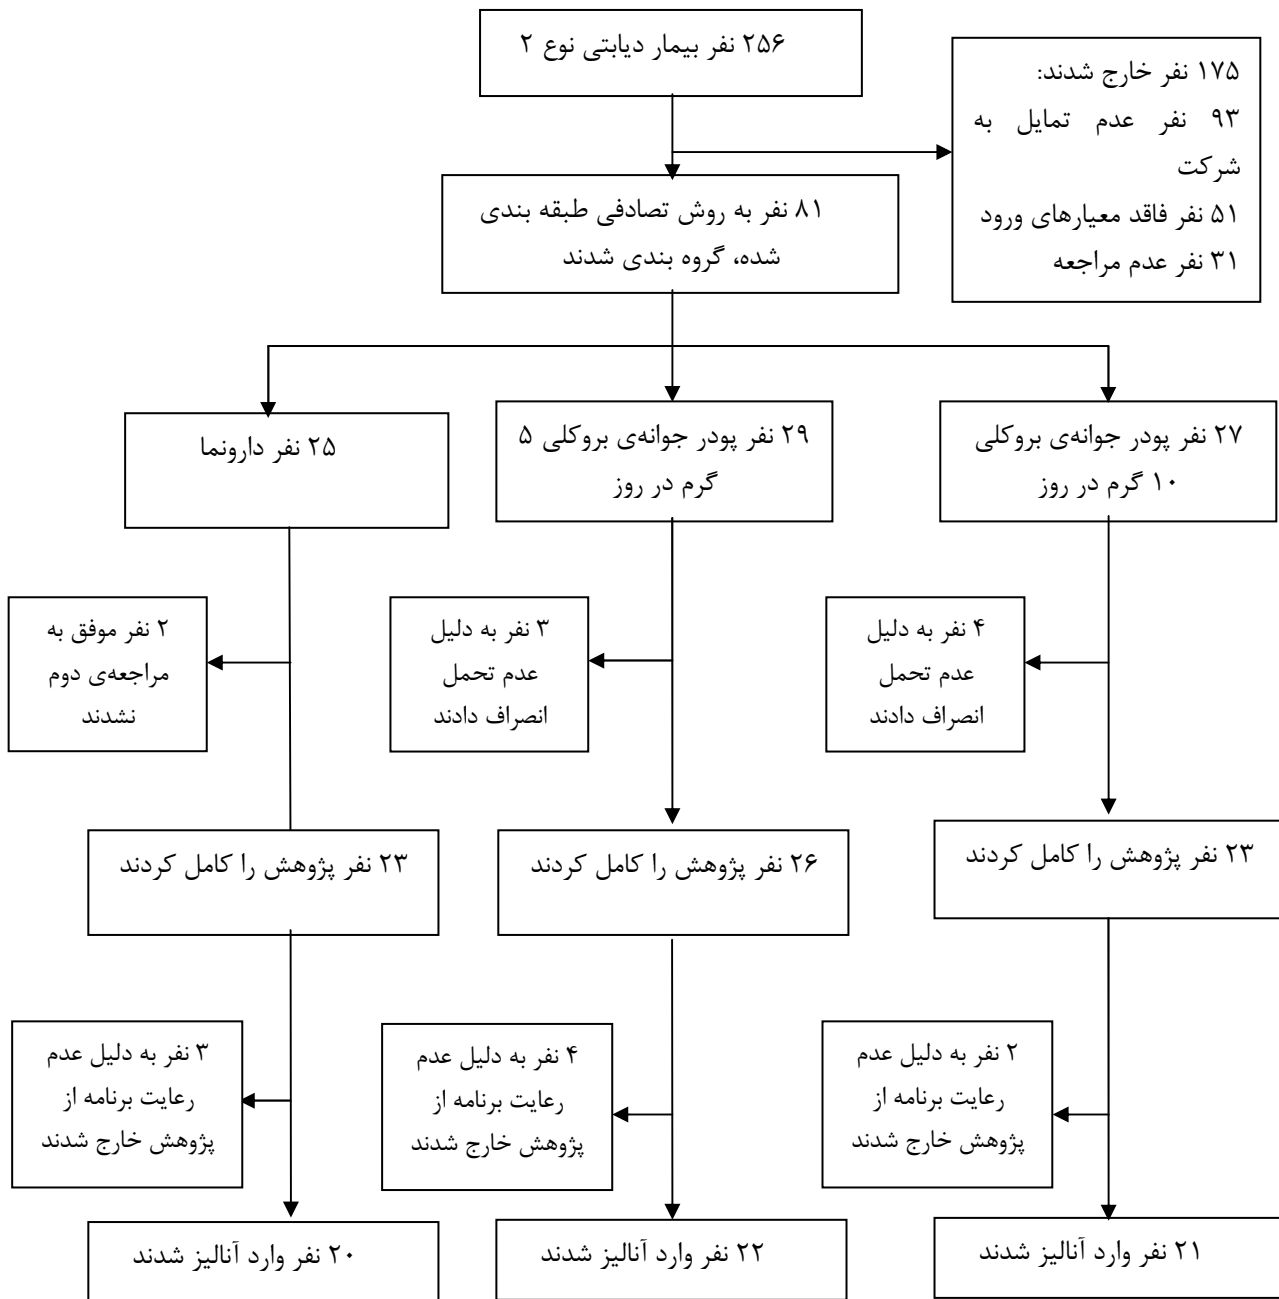 ۲۵۶ نفر بیمار دیابتی نوع ۲
۱۷۵ نفر خارج شدند:
۹۳ نفر عدم تمایل به
شرکت
۵۱ نفر فاقد معیارهای ورود
۳۱ نفر عدم مراجعه
۸۱ نفر به روش تصادفی طبقه بندی
شده، گروه بندی شدند
۲۷ نفر پودر جوانه‌ی بروکلی
۱۰ گرم در روز
۲۹ نفر پودر جوانه‌ی بروکلی ۵
گرم در روز
۲۵ نفر دارونما
۴ نفر به دلیل
عدم تحمل
انصراف دادند
۳ نفر به دلیل
عدم تحمل
انصراف دادند
۲ نفر موفق به
مراجعه‌ی دوم
نشدند
۲۳ نفر پژوهش را کامل کردند
۲۶ نفر پژوهش را کامل کردند
۲۳ نفر پژوهش را کامل کردند
۲ نفر به دلیل عدم
رعایت برنامه از
پژوهش خارج شدند
۴ نفر به دلیل عدم
رعایت برنامه از
پژوهش خارج شدند
۳ نفر به دلیل عدم
رعایت برنامه از
پژوهش خارج شدند
۲۱ نفر وارد آنالیز شدند
۲۲ نفر وارد آنالیز شدند
۲۰ نفر وارد آنالیز شدند